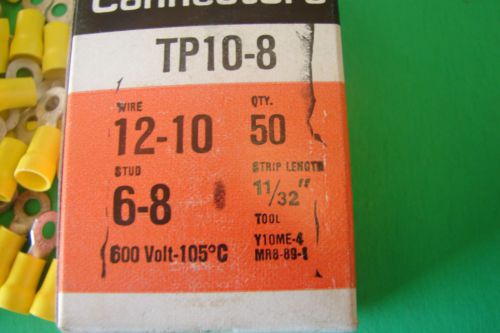 Connectors
TP10-8
WIRE QTY.
12-10 50
STUD STRIP LENGTH
6-8 11/32"
TOOL
600 Volt-105°C Y10ME-4
MR8-89-1